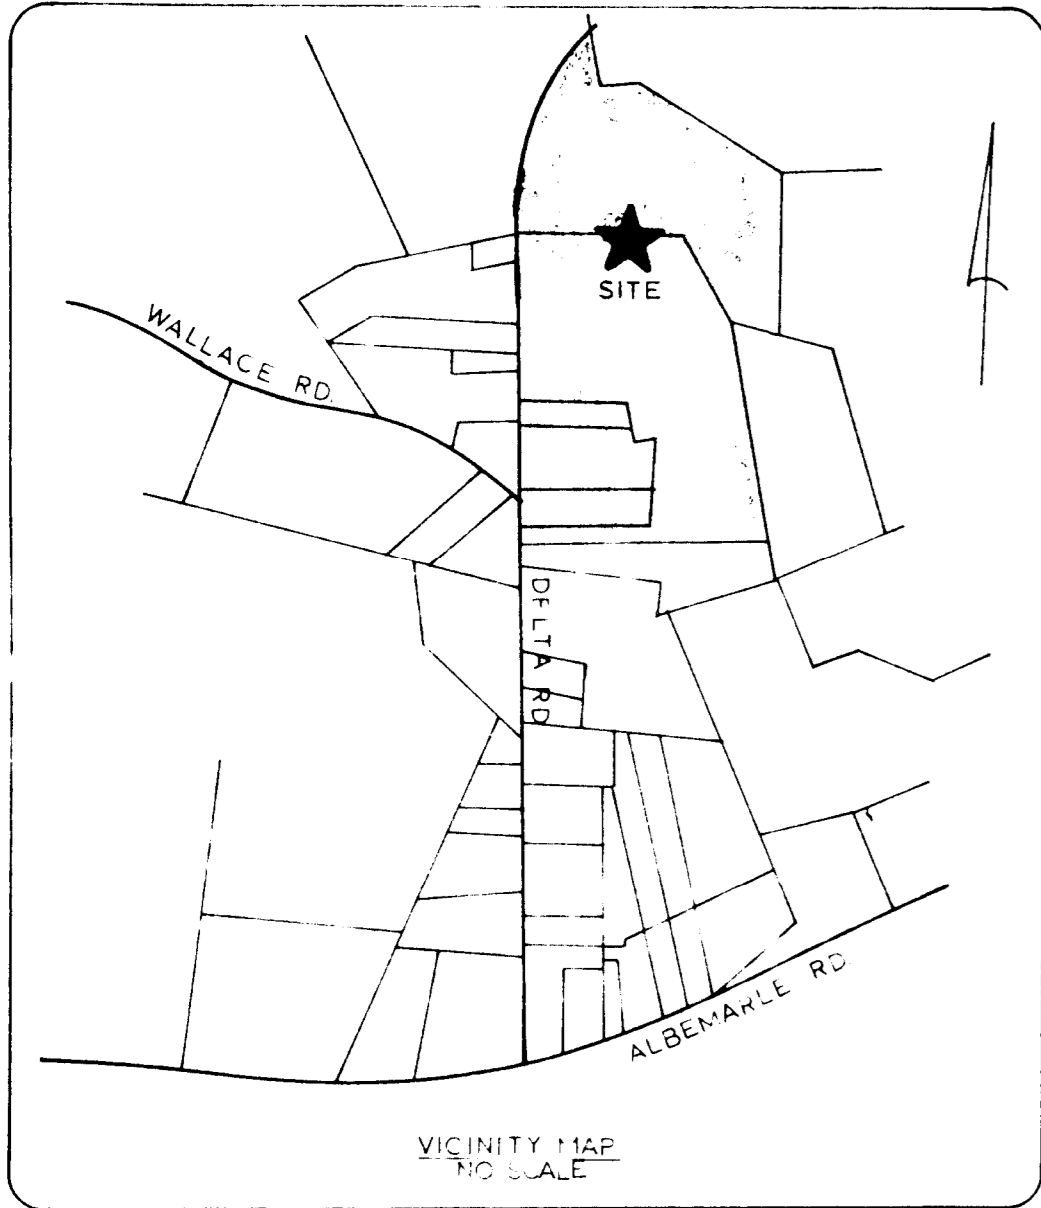 SITE
WALLACE RD.
DELTA RD
ALBEMARLE RD.
VICINITY MAP
NO SCALE